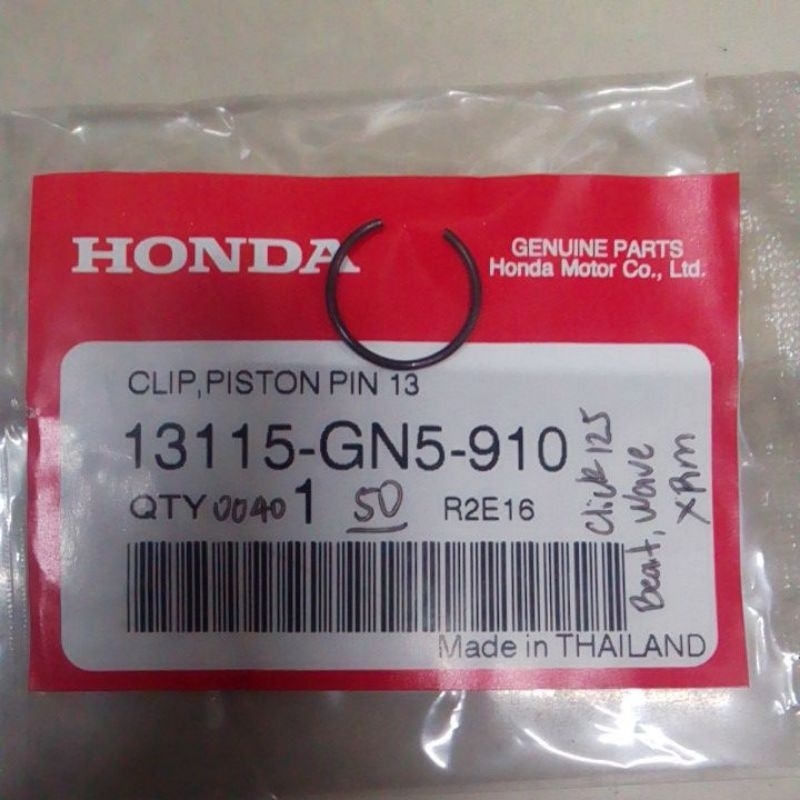 HONDA
GENUINE PARTS
Honda Motor Co., Ltd.
CLIP,PISTON PIN 13
13115-GN5-910
QTY 0040 1 50 R2E16
Click 125
Beat, Wave
XRM
Made in THAILAND